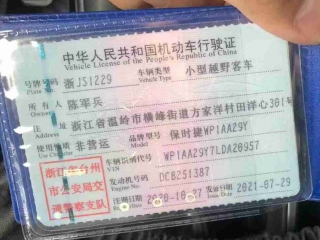 中华人民共和国机动车行驶证
Vehicle License of the People's Republic of China
号牌号码 浙JS1229 车辆类型 小型越野客车
Plate No. Vehicle Type
所有人 陈军兵
Owner
住址 浙江省温岭市横峰街道方家洋村田洋心301号
Address
使用性质 非营运 品牌型号 保时捷WP1AA29Y
Use Character Model
浙江省台州 车辆识别代号 WP1AA29Y7LDA20957
VIN
市公安局交 发动机号码 DCB251387
Engine No.
通警察支队 注册日期 2020-10-27 发证日期 2021-07-29
Register Date Issue Date